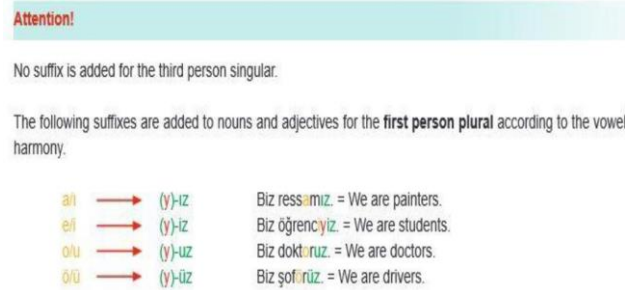 Attention!
No suffix is added for the third person singular.
The following suffixes are added to nouns and adjectives for the first person plural according to the vowel
harmony.
a/ı (y)-ız Biz ressamız. = We are painters.
e/i (y)-iz Biz öğrenciyiz. = We are students.
o/u (y)-uz Biz doktoruz. = We are doctors.
ö/ü (y)-üz Biz şoförüz. = We are drivers.